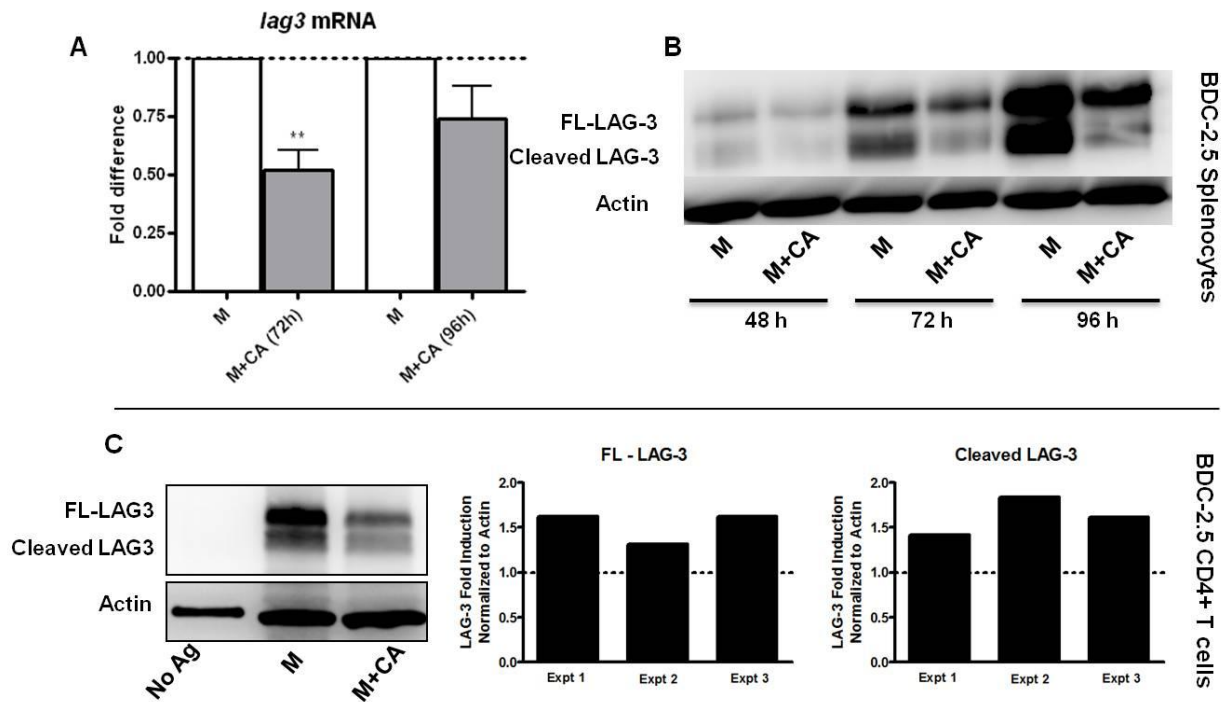 A
lag3 mRNA
Fold difference
1.00
0.75
0.50
0.25
0.00
**
M
M+CA (72h)
M
M+CA (96h)
B
FL-LAG-3
Cleaved LAG-3
Actin
M
M+CA
M
M+CA
M
M+CA
48 h
72 h
96 h
BDC-2.5 Splenocytes
C
FL-LAG3
Cleaved LAG3
Actin
No Ag
M
M+CA
FL - LAG-3
LAG-3 Fold Induction
Normalized to Actin
2.0
1.5
1.0
0.5
0.0
Expt 1
Expt 2
Expt 3
Cleaved LAG-3
LAG-3 Fold Induction
Normalized to Actin
2.0
1.5
1.0
0.5
0.0
Expt 1
Expt 2
Expt 3
BDC-2.5 CD4+ T cells